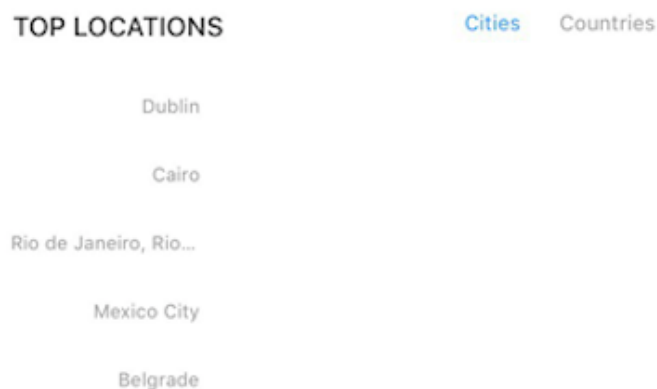 TOP LOCATIONS
Cities Countries
Dublin
Cairo
Rio de Janeiro, Rio...
Mexico City
Belgrade